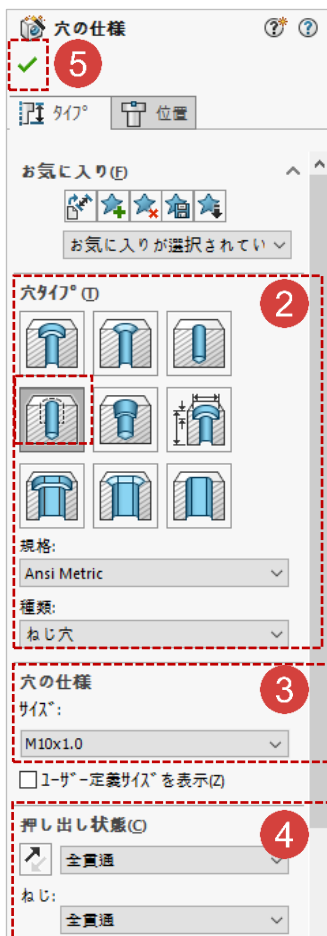 穴の仕様
5
タイプ
位置
お気に入り(F)
お気に入りが選択されてい
穴タイプ(T)
2
規格:
Ansi Metric
種類:
ねじ穴
穴の仕様
3
サイズ:
M10x1.0
ユーザー定義サイズを表示(Z)
押し出し状態(C)
4
全貫通
ねじ:
全貫通